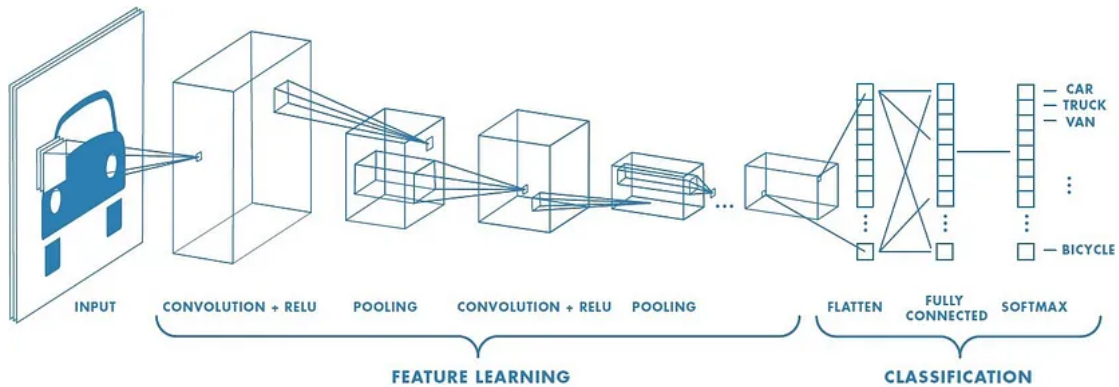 CAR
TRUCK
VAN
BICYCLE
INPUT
CONVOLUTION + RELU
POOLING
CONVOLUTION + RELU
POOLING
FLATTEN
FULLY
CONNECTED
SOFTMAX
FEATURE LEARNING
CLASSIFICATION